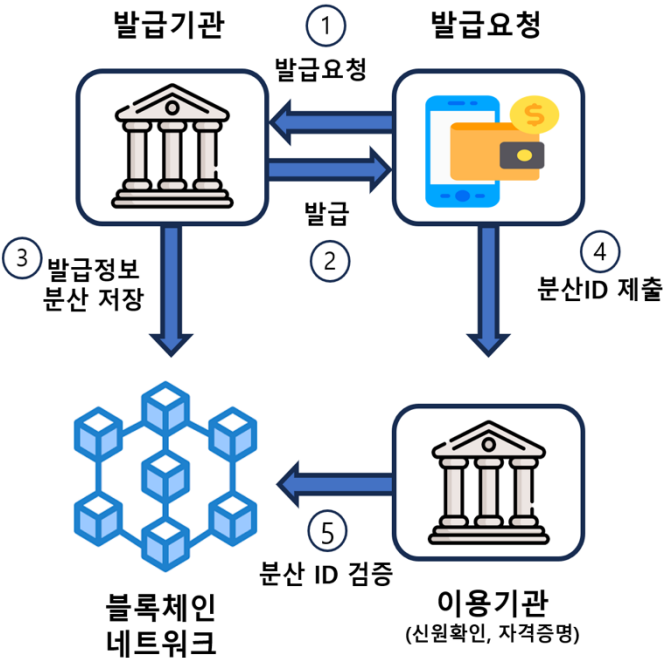 발급기관
①
발급요청
발급요청
발급
②
③
발급정보
분산 저장
④
분산ID 제출
$
⑤
분산 ID 검증
블록체인
네트워크
이용기관
(신원확인, 자격증명)